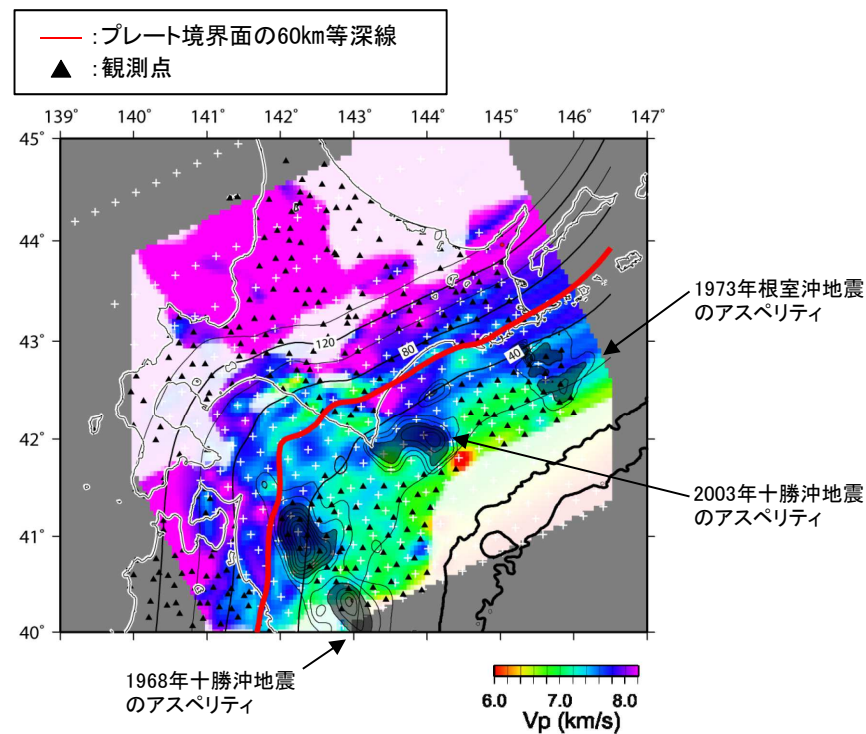 :プレート境界面の60km等深線
▲ :観測点
139° 140° 141° 142° 143° 144° 145° 146° 147°
45°
44°
43°
42°
41°
40°
120
80
40
1973年根室沖地震
のアスペリティ
2003年十勝沖地震
のアスペリティ
1968年十勝沖地震
のアスペリティ
6.0 7.0 8.0
Vp (km/s)